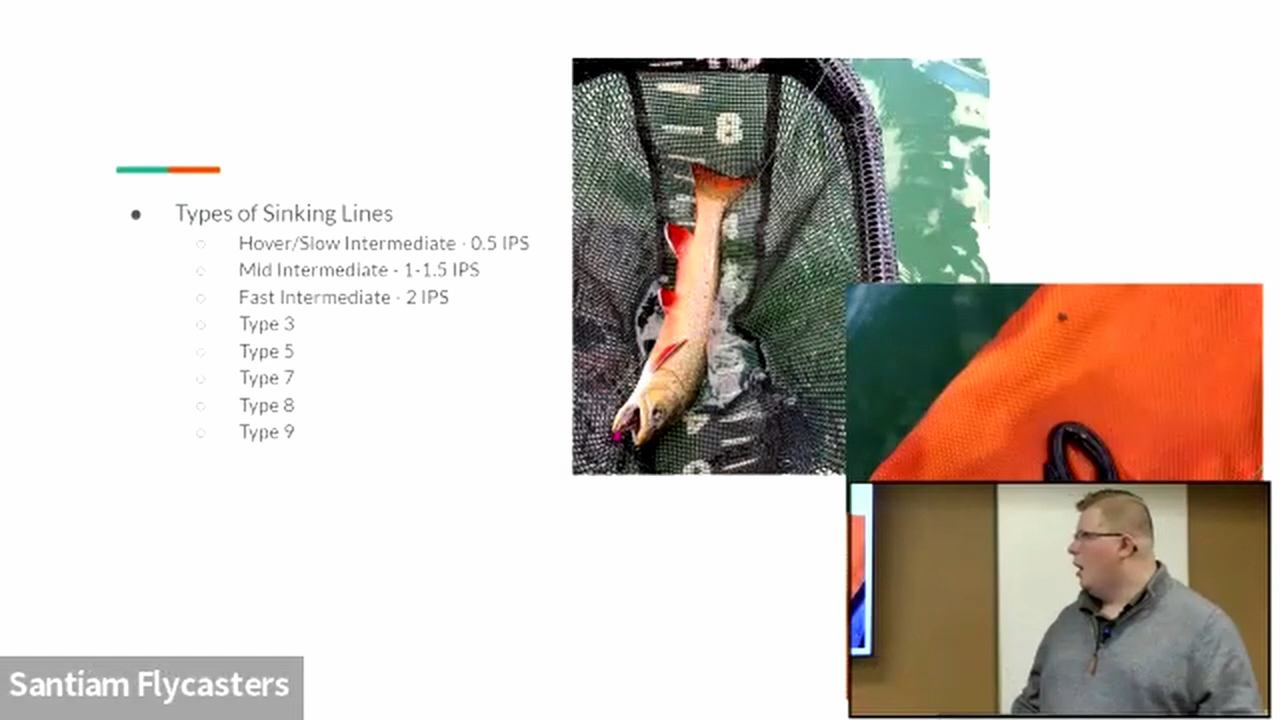 Types of Sinking Lines
Hover/Slow Intermediate - 0.5 IPS
Mid Intermediate - 1-1.5 IPS
Fast Intermediate - 2 IPS
Type 3
Type 5
Type 7
Type 8
Type 9
8
Santiam Flycasters